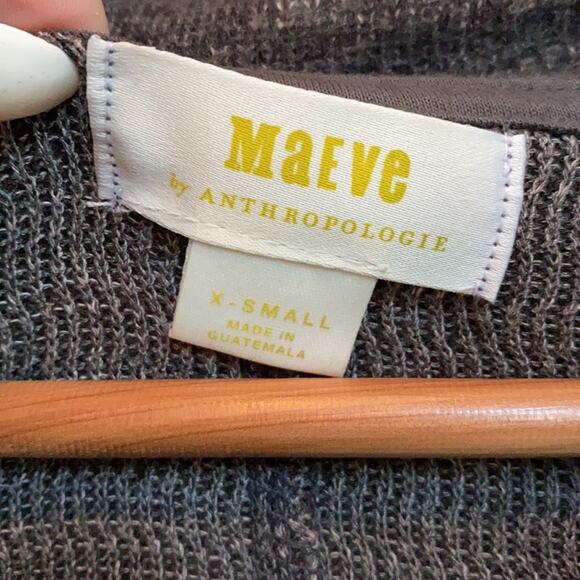 MaEVe
by ANTHROPOLOGIE
X-SMALL
MADE IN
GUATEMALA